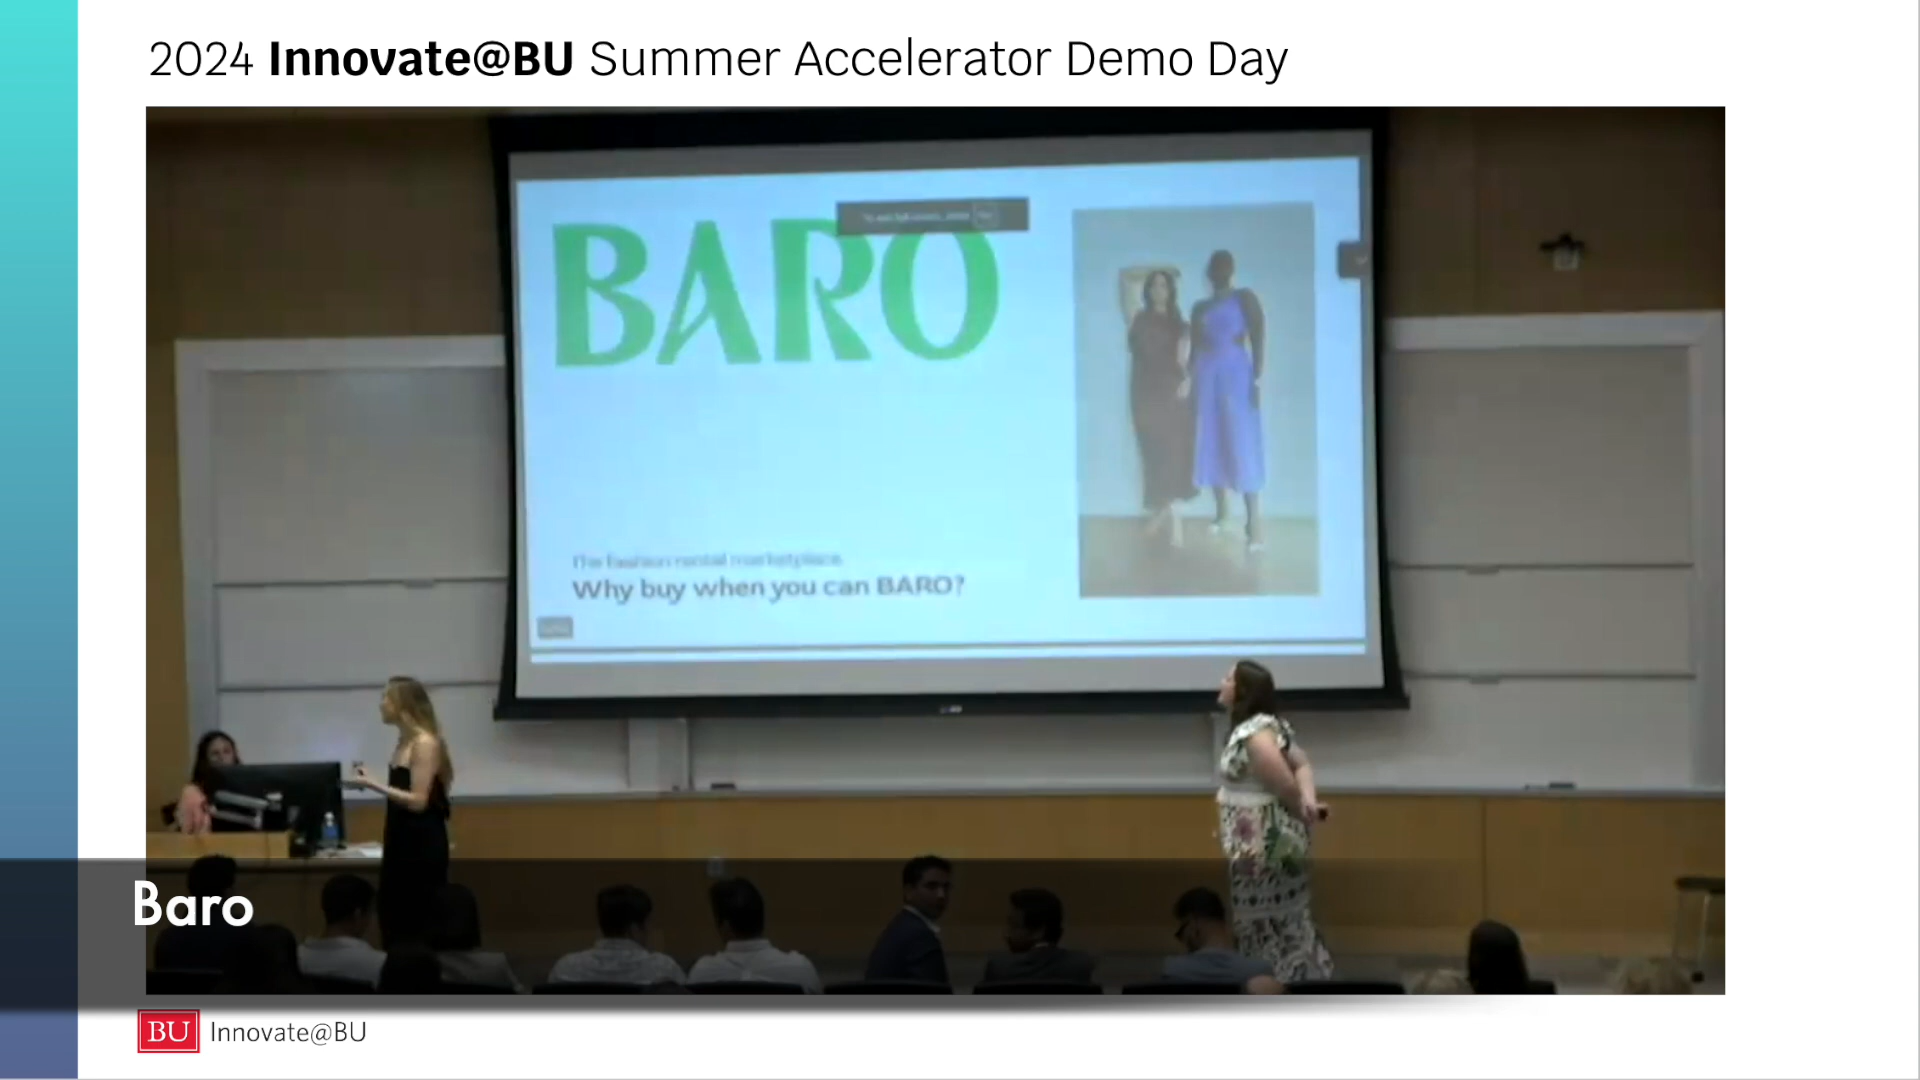 2024 Innovate@BU Summer Accelerator Demo Day
BARO
The fashion rental marketplace.
Why buy when you can BARO?
Baro
BU Innovate@BU